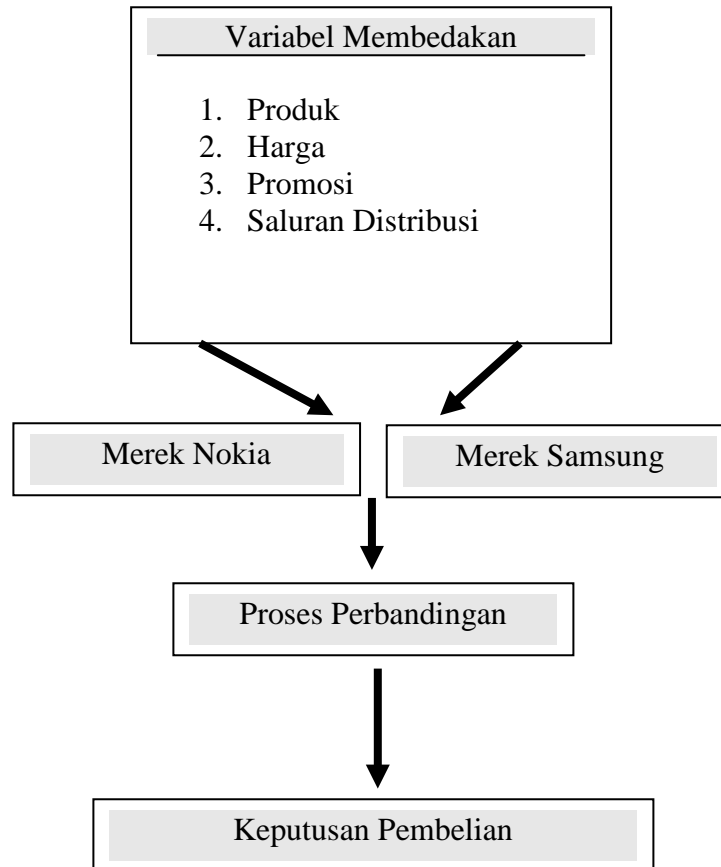 Variabel Membedakan
1. Produk
2. Harga
3. Promosi
4. Saluran Distribusi
Merek Nokia
Merek Samsung
Proses Perbandingan
Keputusan Pembelian